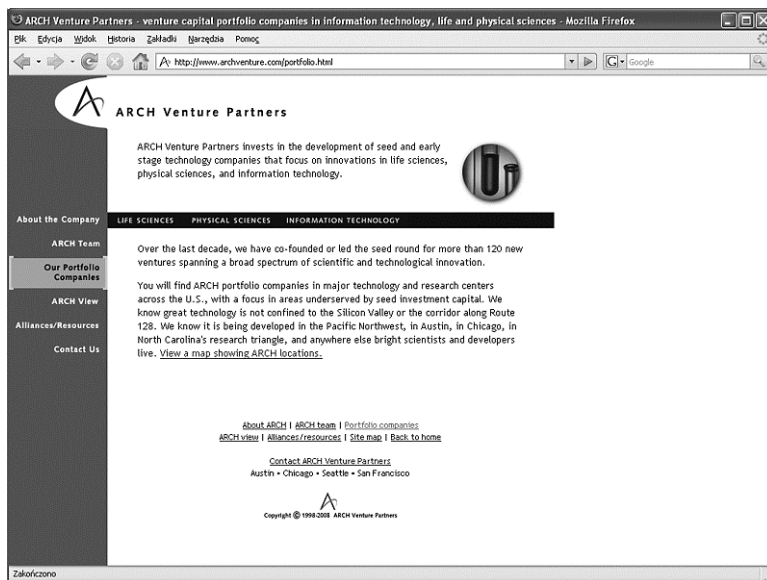 ARCH Venture Partners - venture capital portfolio companies in information technology, life and physical sciences - Mozilla Firefox
Plik Edycja Widok Historia Zakładki Narzędzia Pomoc
http://www.archventure.com/portfolio.html
Google
ARCH Venture Partners
ARCH Venture Partners invests in the development of seed and early
stage technology companies that focus on innovations in life sciences,
physical sciences, and information technology.
LIFE SCIENCES PHYSICAL SCIENCES INFORMATION TECHNOLOGY
About the Company
ARCH Team
Our Portfolio
Companies
ARCH View
Alliances/Resources
Contact Us
Over the last decade, we have co-founded or led the seed round for more than 120 new
ventures spanning a broad spectrum of scientific and technological innovation.
You will find ARCH portfolio companies in major technology and research centers
across the U.S., with a focus in areas underserved by seed investment capital. We
know great technology is not confined to the Silicon Valley or the corridor along Route
128. We know it is being developed in the Pacific Northwest, in Austin, in Chicago, in
North Carolina's research triangle, and anywhere else bright scientists and developers
live. View a map showing ARCH locations.
About ARCH | ARCH team | Portfolio companies
ARCH view | Alliances/resources | Site map | Back to home
Contact ARCH Venture Partners
Austin • Chicago • Seattle • San Francisco
Copyright © 1998-2008 ARCH Venture Partners
Zakończono